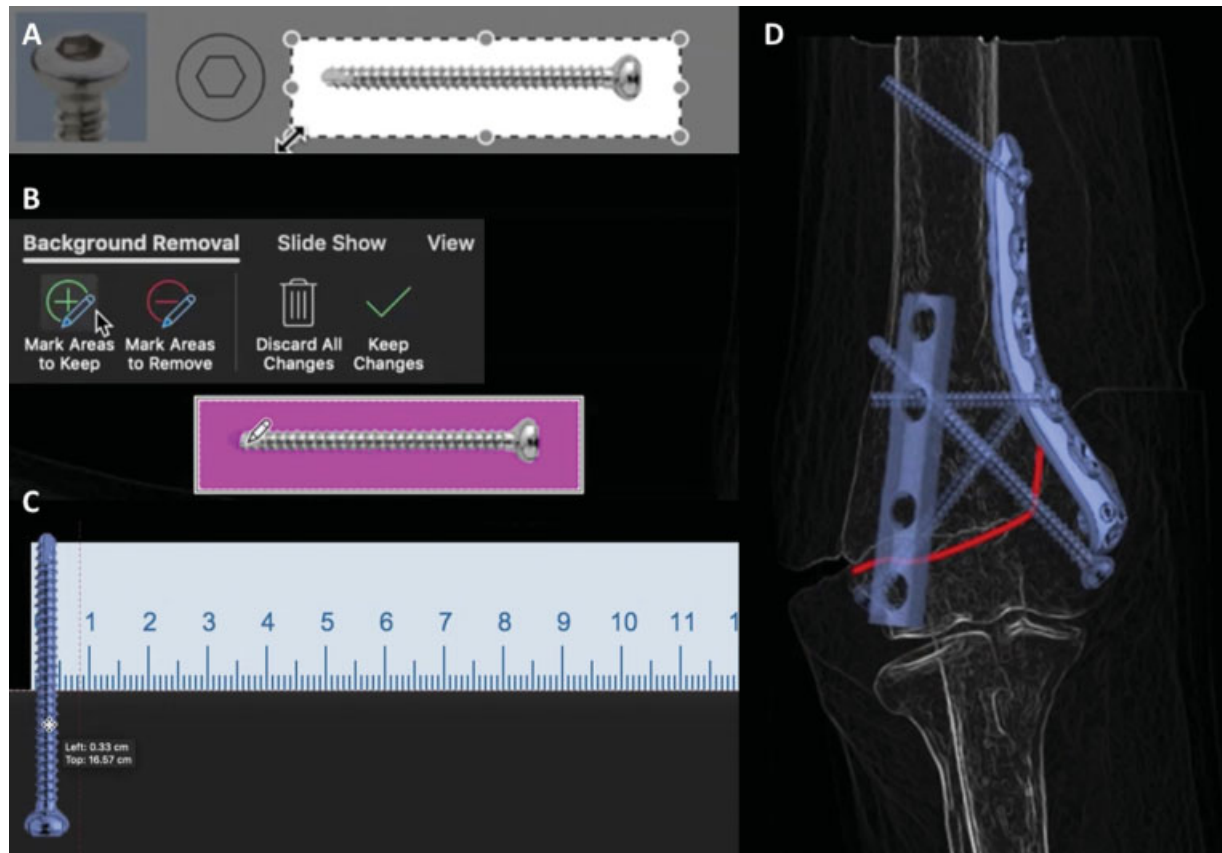 A
D
B
Background Removal
Slide Show
View
Mark Areas
to Keep
Mark Areas
to Remove
Discard All
Changes
Keep
Changes
C
1 2 3 4 5 6 7 8 9 10 11 1
Left: 0.33 cm
Top: 16.57 cm